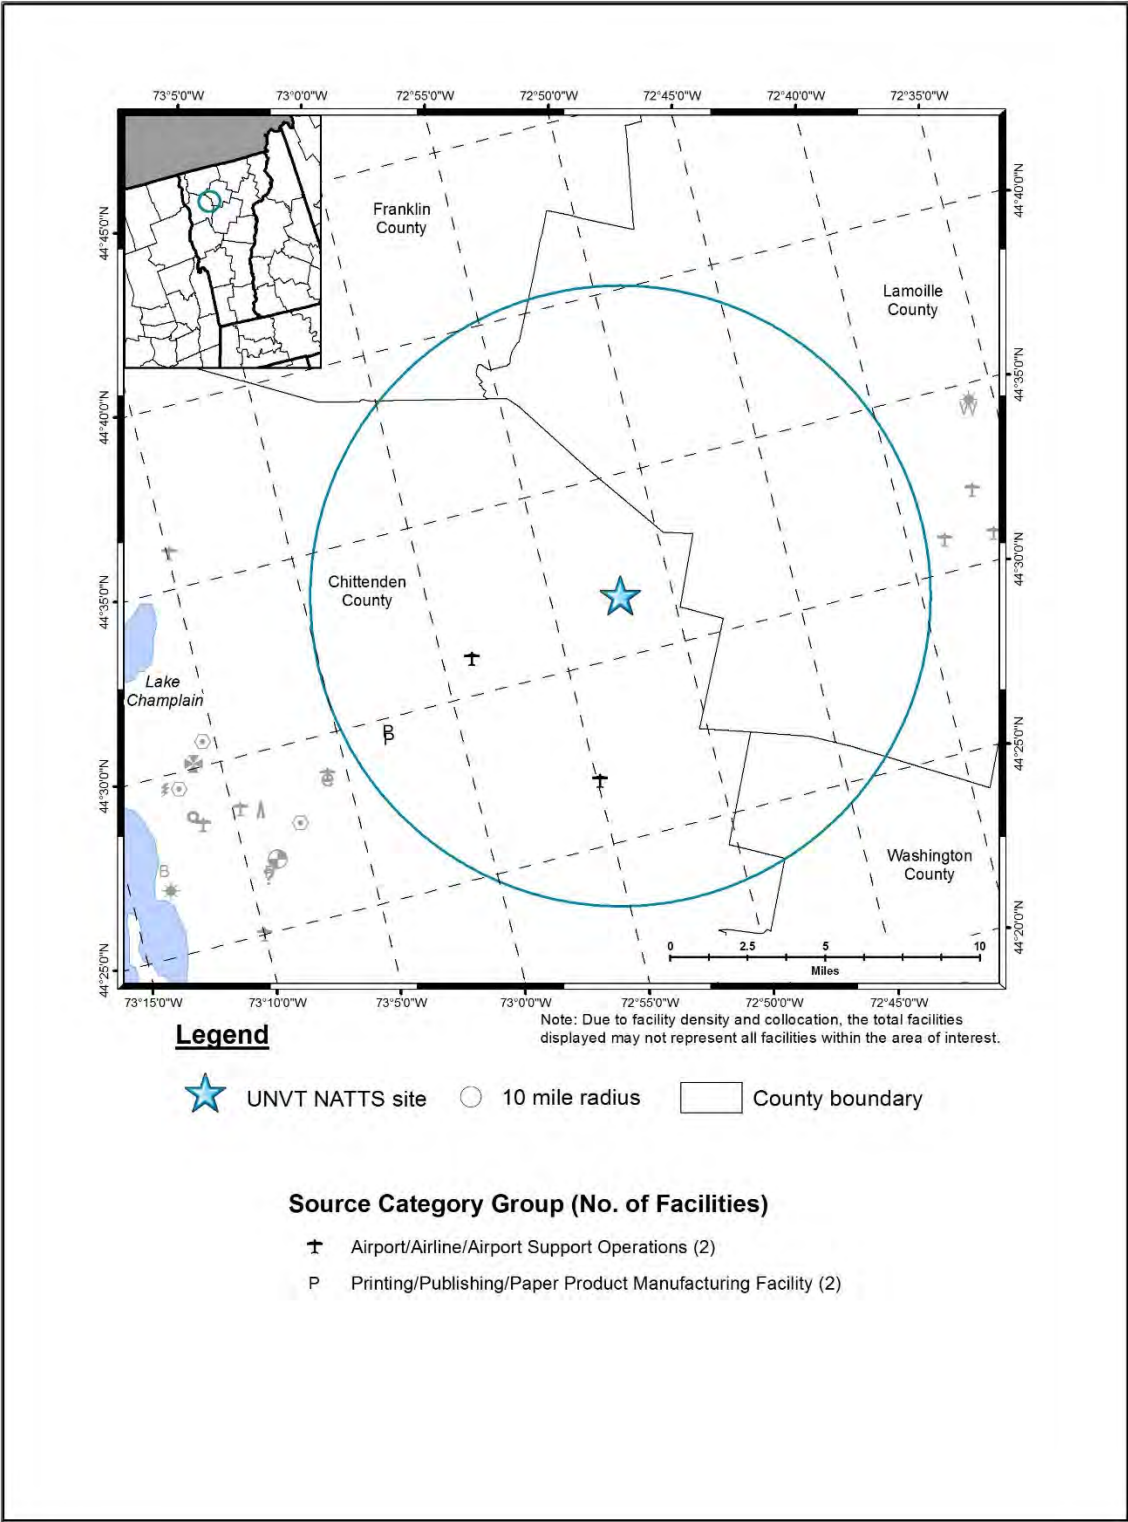 73°5'0"W 73°0'0"W 72°55'0"W 72°50'0"W 72°45'0"W 72°40'0"W 72°35'0"W
44°45'0"N
44°40'0"N
44°35'0"N
44°30'0"N
44°25'0"N
Franklin
County
Lamoille
County
Chittenden
County
Lake
Champlain
Washington
County
W
P
P
B
?
44°40'0"N
44°35'0"N
44°30'0"N
44°25'0"N
44°20'0"N
0 2.5 5 10
Miles
73°15'0"W 73°10'0"W 73°5'0"W 73°0'0"W 72°55'0"W 72°50'0"W 72°45'0"W
Legend
Note: Due to facility density and collocation, the total facilities
displayed may not represent all facilities within the area of interest.
UNVT NATTS site 10 mile radius County boundary
Source Category Group (No. of Facilities)
Airport/Airline/Airport Support Operations (2)
P Printing/Publishing/Paper Product Manufacturing Facility (2)